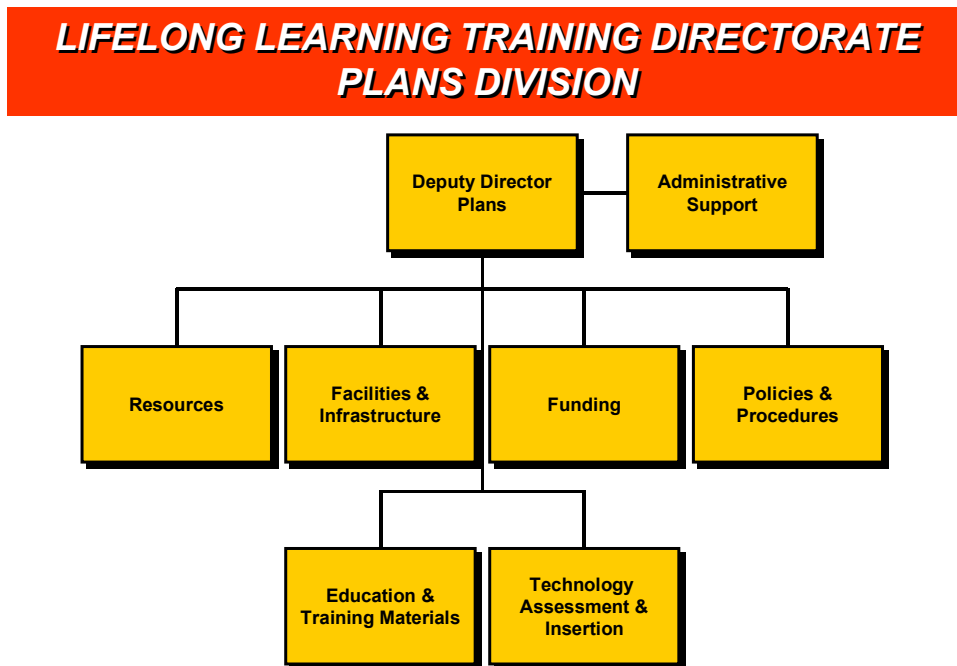 LIFELONG LEARNING TRAINING DIRECTORATE
PLANS DIVISION
Deputy Director
Plans
Administrative
Support
Resources
Facilities &
Infrastructure
Funding
Policies &
Procedures
Education &
Training Materials
Technology
Assessment &
Insertion